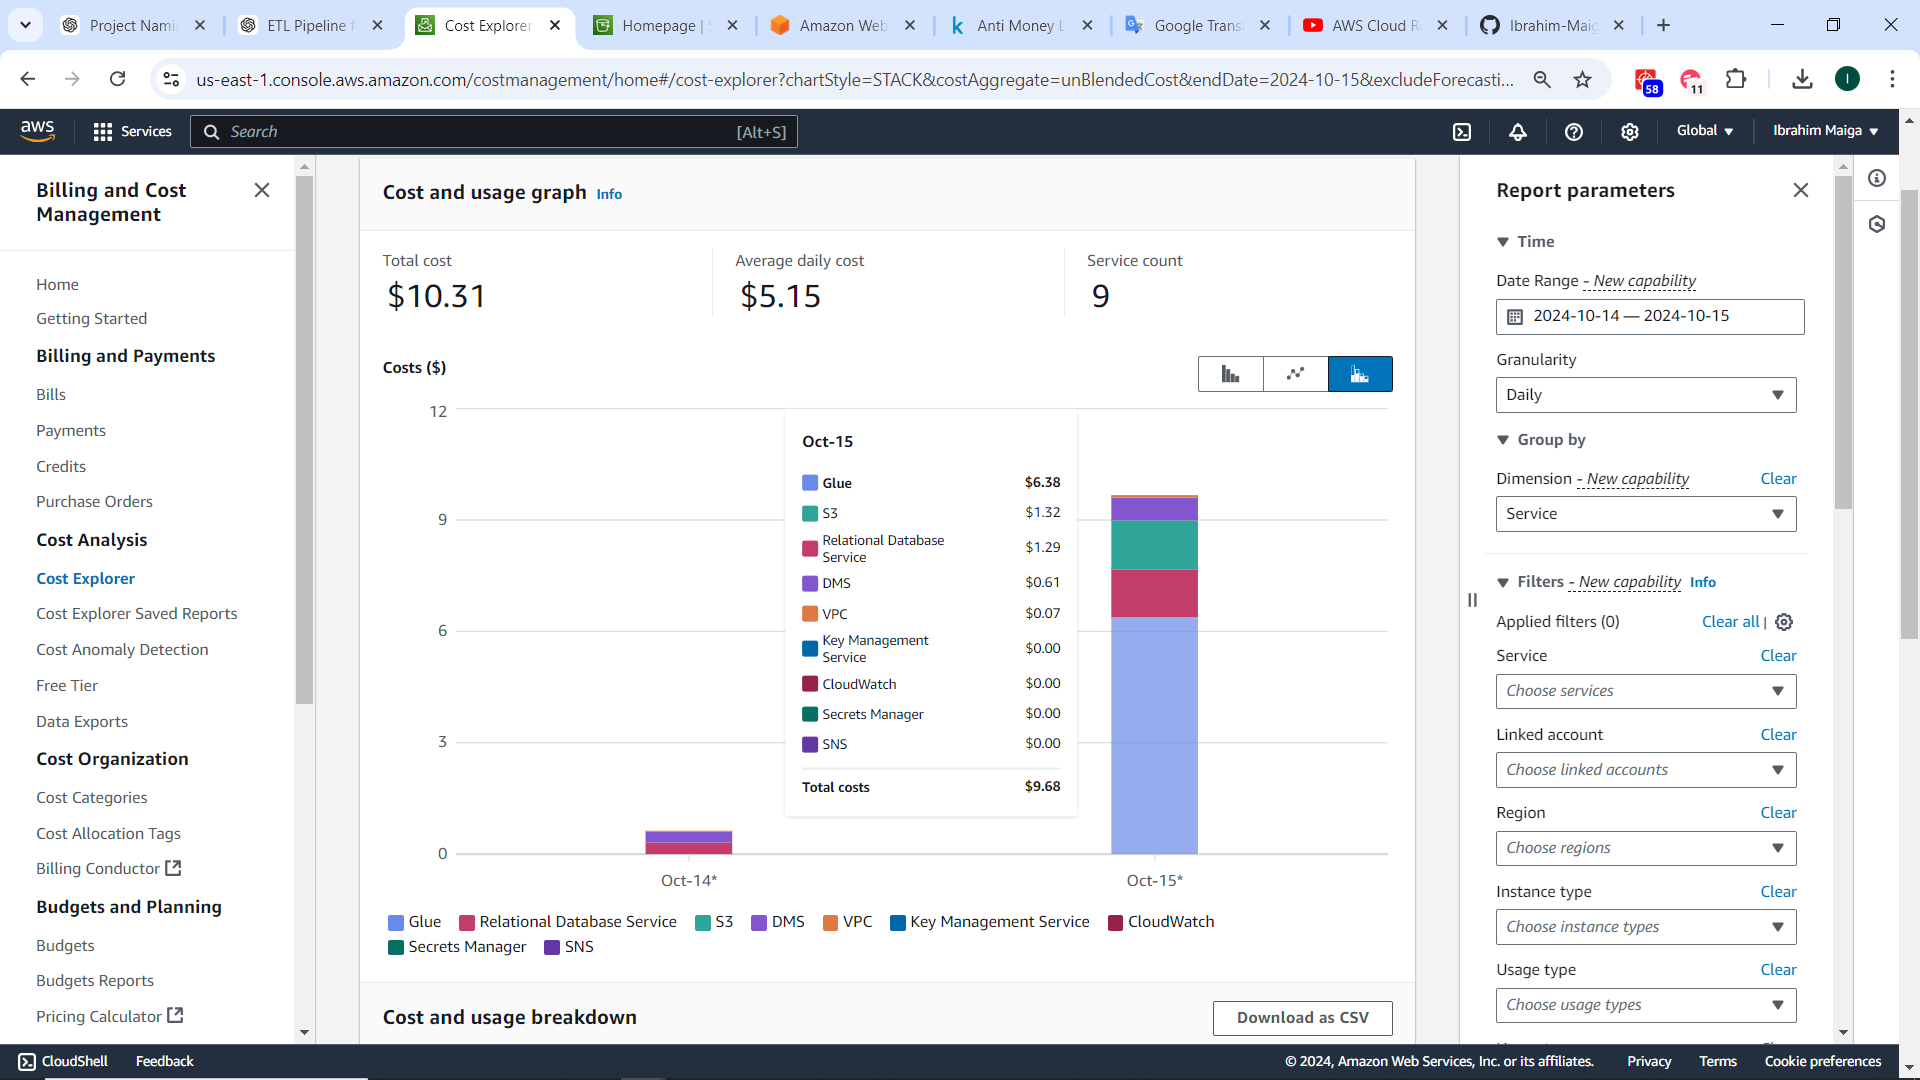 Project Namin
ETL Pipeline f
Cost Explorer
Homepage | S
Amazon Web
Anti Money L
Google Transl
AWS Cloud R
Ibrahim-Maig
us-east-1.console.aws.amazon.com/costmanagement/home#/cost-explorer?chartStyle=STACK&costAggregate=unBlendedCost&endDate=2024-10-15&excludeForecasti...
58
11
I
aws
Services
Search
[Alt+S]
Global
Ibrahim Maiga
Billing and Cost
Management
Home
Getting Started
Billing and Payments
Bills
Payments
Credits
Purchase Orders
Cost Analysis
Cost Explorer
Cost Explorer Saved Reports
Cost Anomaly Detection
Free Tier
Data Exports
Cost Organization
Cost Categories
Cost Allocation Tags
Billing Conductor
Budgets and Planning
Budgets
Budgets Reports
Pricing Calculator
Cost and usage graph Info
Total cost
$10.31
Average daily cost
$5.15
Service count
9
Costs ($)
12
9
6
3
0
Oct-15
Glue $6.38
S3 $1.32
Relational Database
Service $1.29
DMS $0.61
VPC $0.07
Key Management
Service $0.00
CloudWatch $0.00
Secrets Manager $0.00
SNS $0.00
Total costs $9.68
Oct-14*
Oct-15*
Glue Relational Database Service S3 DMS VPC Key Management Service CloudWatch
Secrets Manager SNS
Cost and usage breakdown
Download as CSV
Report parameters
Time
Date Range - New capability
2024-10-14 — 2024-10-15
Granularity
Daily
Group by
Dimension - New capability Clear
Service
Filters - New capability Info
Applied filters (0) Clear all |
Service Clear
Choose services
Linked account Clear
Choose linked accounts
Region Clear
Choose regions
Instance type Clear
Choose instance types
Usage type Clear
Choose usage types
CloudShell
Feedback
© 2024, Amazon Web Services, Inc. or its affiliates.
Privacy
Terms
Cookie preferences